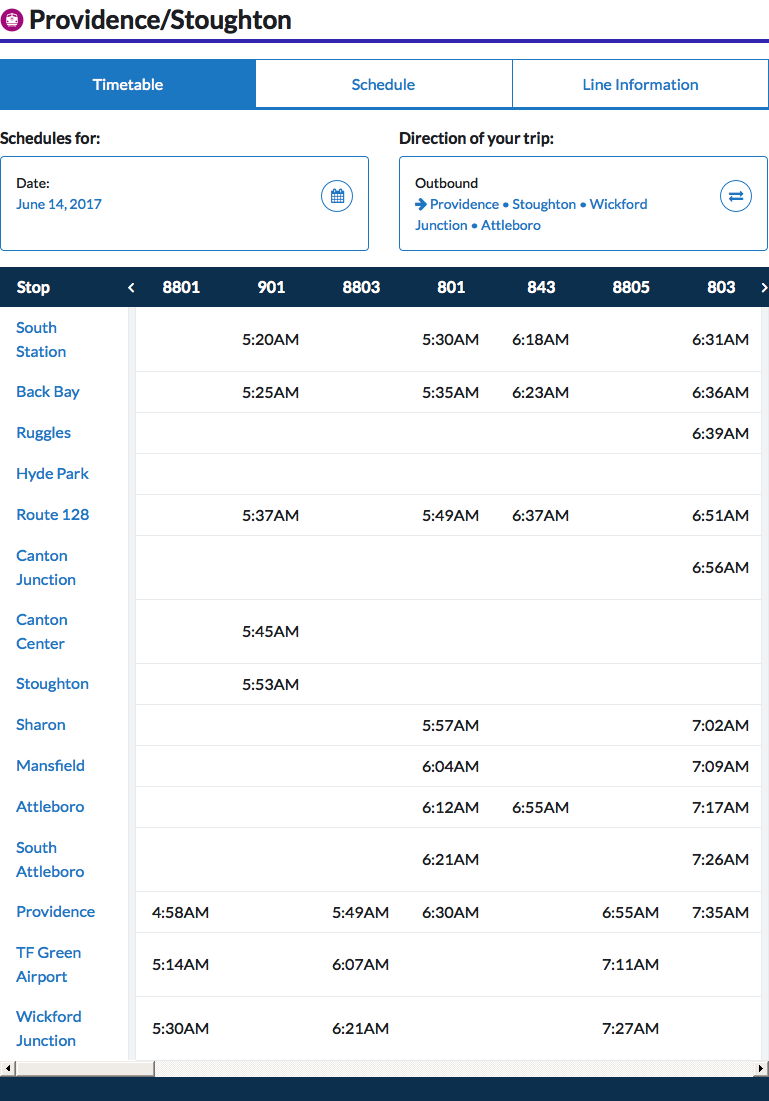 Providence/Stoughton
Timetable Schedule Line Information
Schedules for: Direction of your trip:
Date:
June 14, 2017
Outbound
Providence • Stoughton • Wickford
Junction • Attleboro
Stop 8801 901 8803 801 843 8805 803
South
Station
5:20AM 5:30AM 6:18AM 6:31AM
Back Bay 5:25AM 5:35AM 6:23AM 6:36AM
Ruggles 6:39AM
Hyde Park
Route 128 5:37AM 5:49AM 6:37AM 6:51AM
Canton
Junction
6:56AM
Canton
Center
5:45AM
Stoughton 5:53AM
Sharon 5:57AM 7:02AM
Mansfield 6:04AM 7:09AM
Attleboro 6:12AM 6:55AM 7:17AM
South
Attleboro
6:21AM 7:26AM
Providence 4:58AM 5:49AM 6:30AM 6:55AM 7:35AM
TF Green
Airport
5:14AM 6:07AM 7:11AM
Wickford
Junction
5:30AM 6:21AM 7:27AM